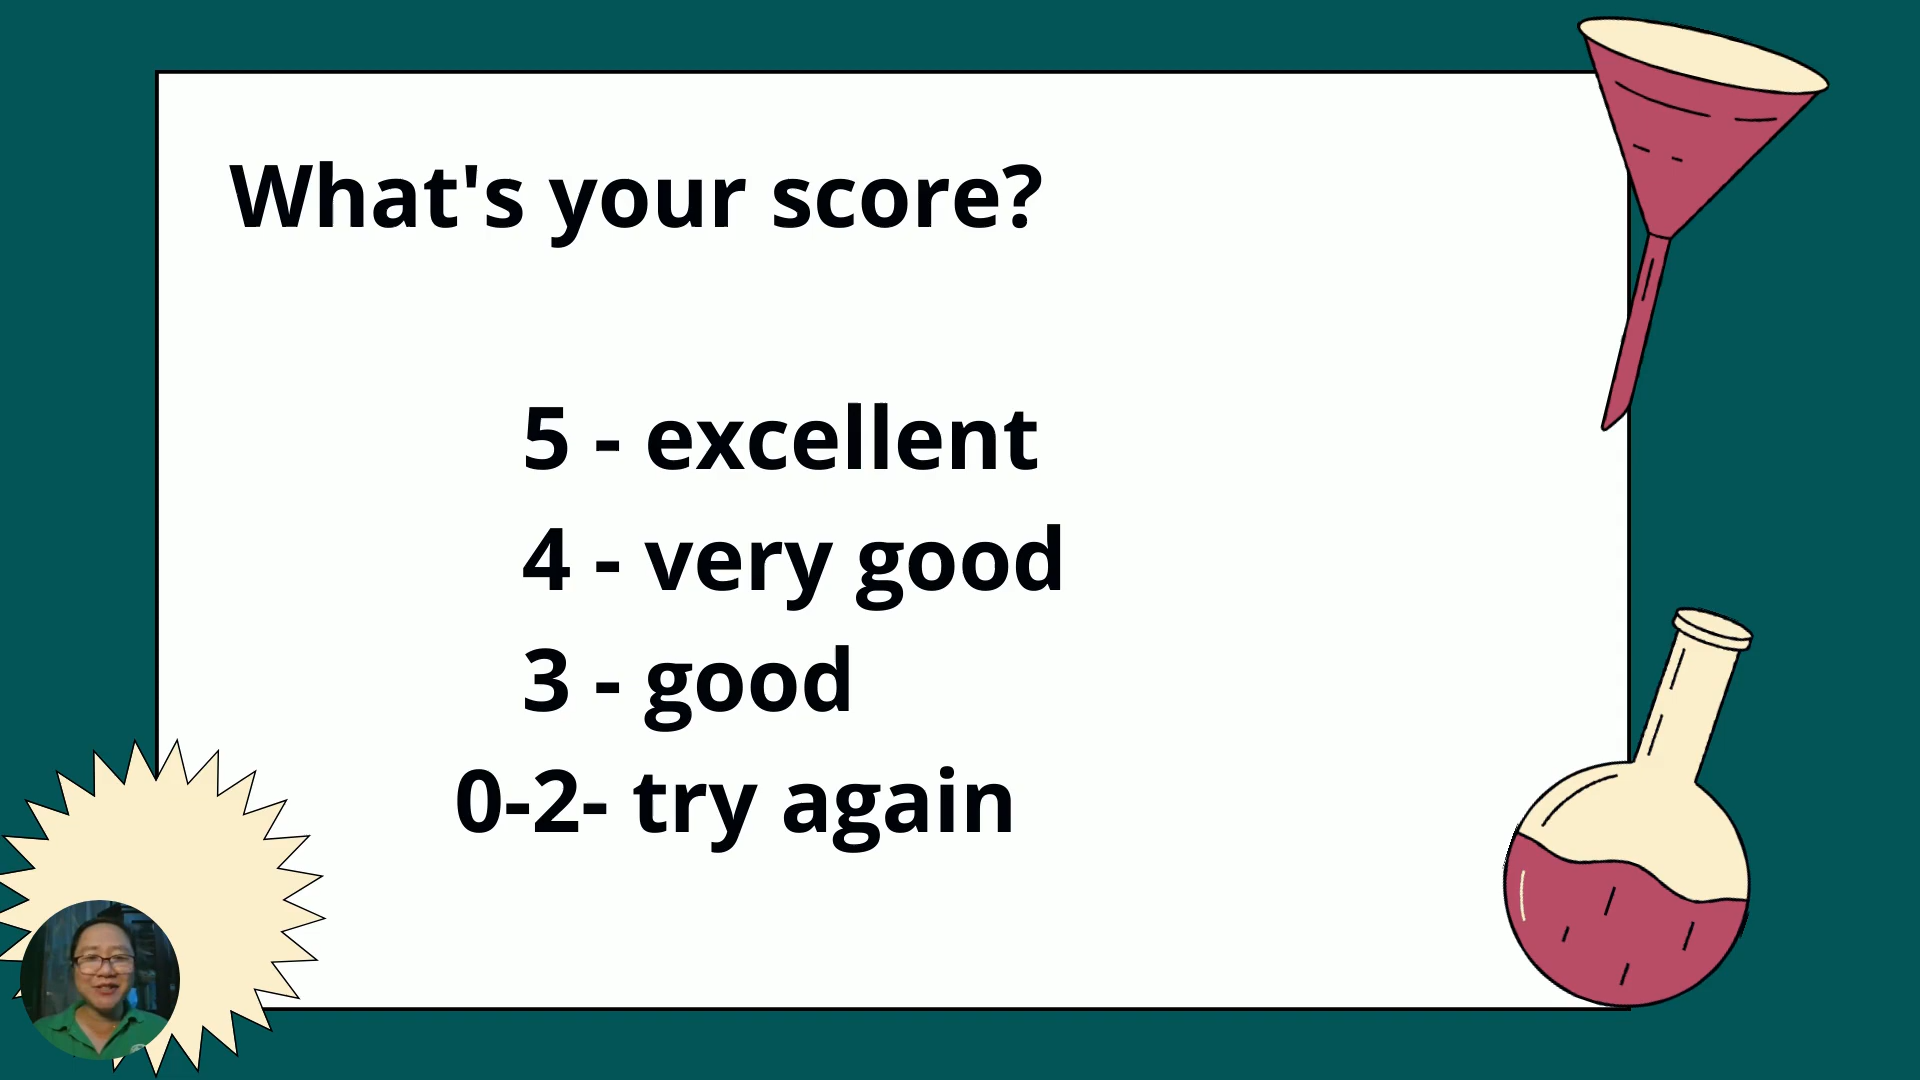 What's your score?
5 - excellent
4 - very good
3 - good
0-2- try again